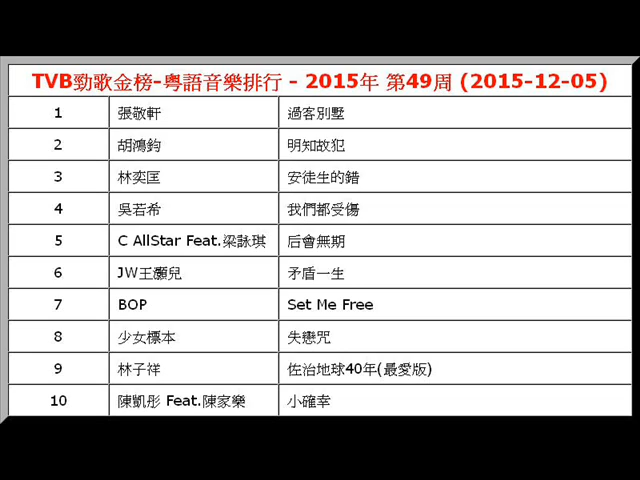 TVB勁歌金榜-粵語音樂排行 - 2015年 第49周 (2015-12-05)
1 張敬軒 過客別墅
2 胡鴻鈞 明知故犯
3 林奕匡 安徒生的錯
4 吳若希 我們都受傷
5 C AllStar Feat.梁詠琪 后會無期
6 JW王灝兒 矛盾一生
7 BOP Set Me Free
8 少女標本 失戀咒
9 林子祥 佐治地球40年(最愛版)
10 陳凱彤 Feat.陳家樂 小確幸